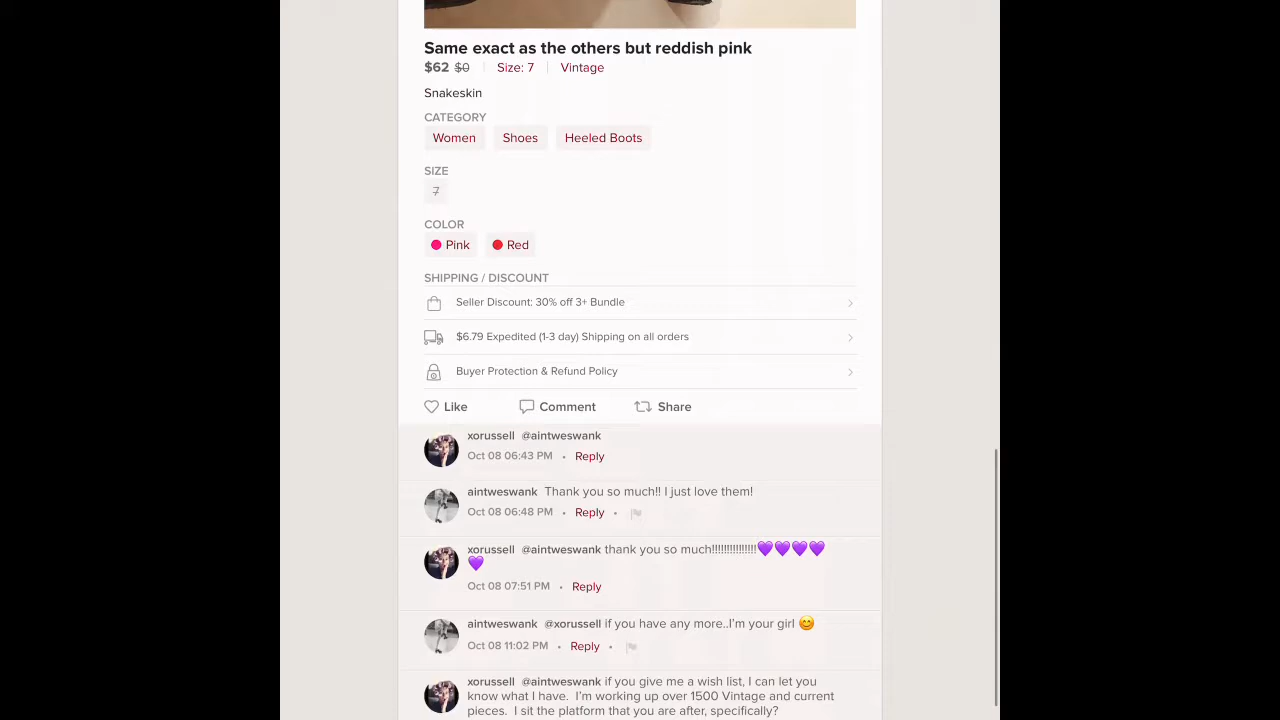 Same exact as the others but reddish pink
$62 $0 Size: 7 Vintage
Snakeskin
CATEGORY
Women Shoes Heeled Boots
SIZE
7
COLOR
Pink Red
SHIPPING / DISCOUNT
Seller Discount: 30% off 3+ Bundle
$6.79 Expedited (1-3 day) Shipping on all orders
Buyer Protection & Refund Policy
Like Comment Share
xorussell @aintweswank
Oct 08 06:43 PM • Reply
aintweswank Thank you so much!! I just love them!
Oct 08 06:48 PM • Reply •
xorussell @aintweswank thank you so much!!!!!!!!!!!!!!!💜💜💜💜
💜
Oct 08 07:51 PM • Reply
aintweswank @xorussell if you have any more..I'm your girl 😊
Oct 08 11:02 PM • Reply •
xorussell @aintweswank if you give me a wish list, I can let you
know what I have. I'm working up over 1500 Vintage and current
pieces. I sit the platform that you are after, specifically?